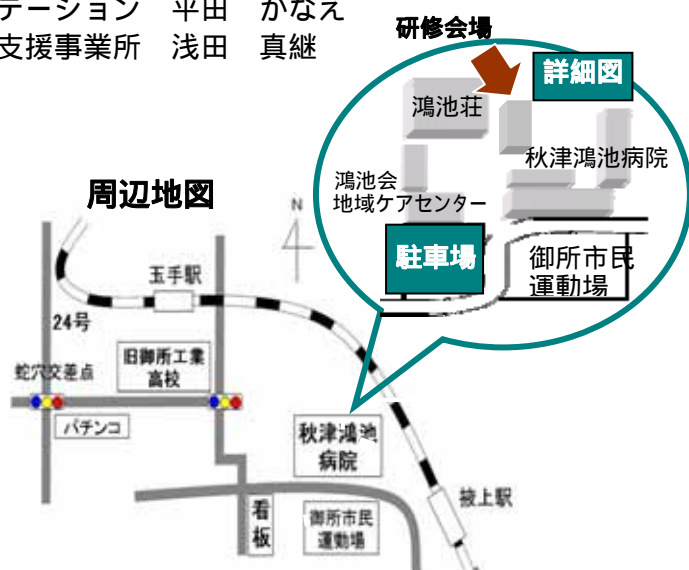 テーション 平田 かなえ
支援事業所 浅田 真継
研修会場
詳細図
鴻池荘
秋津鴻池病院
鴻池会
地域ケアセンター
駐車場
御所市民
運動場
周辺地図
N
玉手駅
24号
旧御所工業
高校
蛇穴交差点
パチンコ
秋津鴻池
病院
掖上駅
看
板
御所市民
運動場